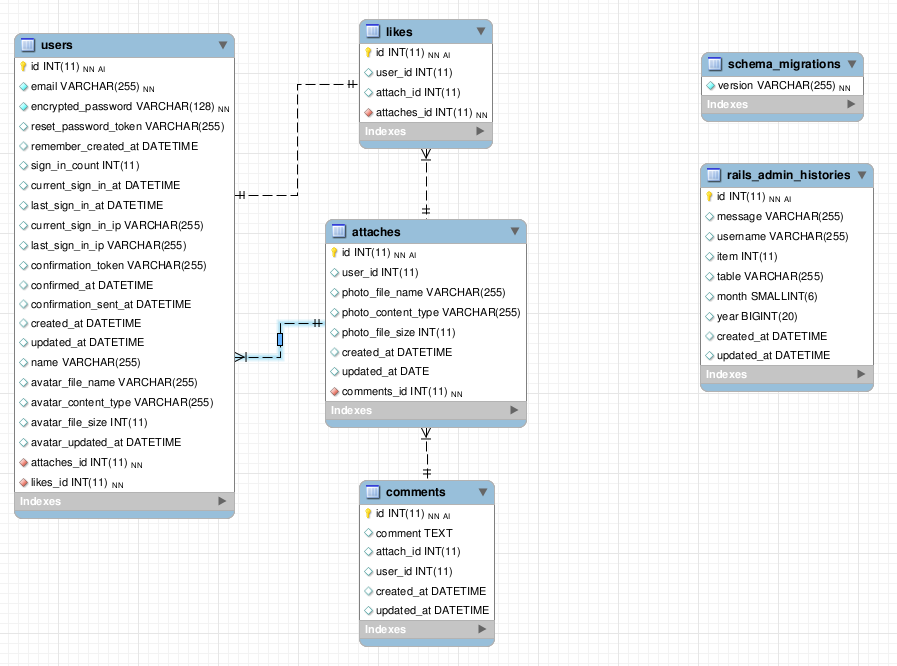 users
id INT(11) NN AI
email VARCHAR(255) NN
encrypted_password VARCHAR(128) NN
reset_password_token VARCHAR(255)
remember_created_at DATETIME
sign_in_count INT(11)
current_sign_in_at DATETIME
last_sign_in_at DATETIME
current_sign_in_ip VARCHAR(255)
last_sign_in_ip VARCHAR(255)
confirmation_token VARCHAR(255)
confirmed_at DATETIME
confirmation_sent_at DATETIME
created_at DATETIME
updated_at DATETIME
name VARCHAR(255)
avatar_file_name VARCHAR(255)
avatar_content_type VARCHAR(255)
avatar_file_size INT(11)
avatar_updated_at DATETIME
attaches_id INT(11) NN
likes_id INT(11) NN
Indexes
likes
id INT(11) NN AI
user_id INT(11)
attach_id INT(11)
attaches_id INT(11) NN
Indexes
attaches
id INT(11) NN AI
user_id INT(11)
photo_file_name VARCHAR(255)
photo_content_type VARCHAR(255)
photo_file_size INT(11)
created_at DATETIME
updated_at DATE
comments_id INT(11) NN
Indexes
comments
id INT(11) NN AI
comment TEXT
attach_id INT(11)
user_id INT(11)
created_at DATETIME
updated_at DATETIME
Indexes
schema_migrations
version VARCHAR(255) NN
Indexes
rails_admin_histories
id INT(11) NN AI
message VARCHAR(255)
username VARCHAR(255)
item INT(11)
table VARCHAR(255)
month SMALLINT(6)
year BIGINT(20)
created_at DATETIME
updated_at DATETIME
Indexes